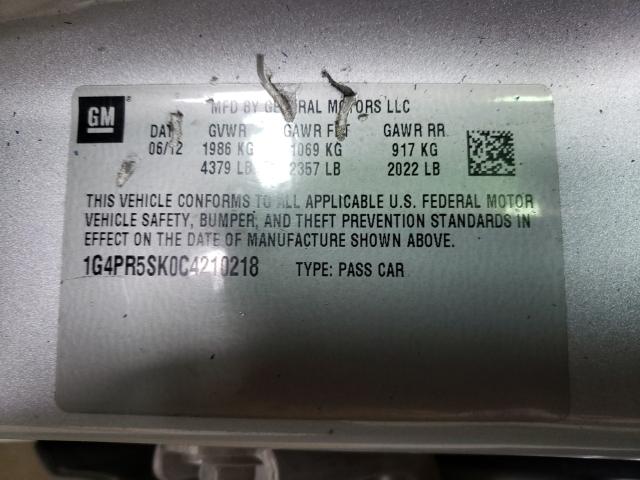 GM
MFD BY GENERAL MOTORS LLC
DATE GVWR GAWR FRT GAWR RR
06/12 1986 KG 1069 KG 917 KG
4379 LB 2357 LB 2022 LB
THIS VEHICLE CONFORMS TO ALL APPLICABLE U.S. FEDERAL MOTOR
VEHICLE SAFETY, BUMPER, AND THEFT PREVENTION STANDARDS IN
EFFECT ON THE DATE OF MANUFACTURE SHOWN ABOVE.
1G4PR5SK0C4210218 TYPE: PASS CAR